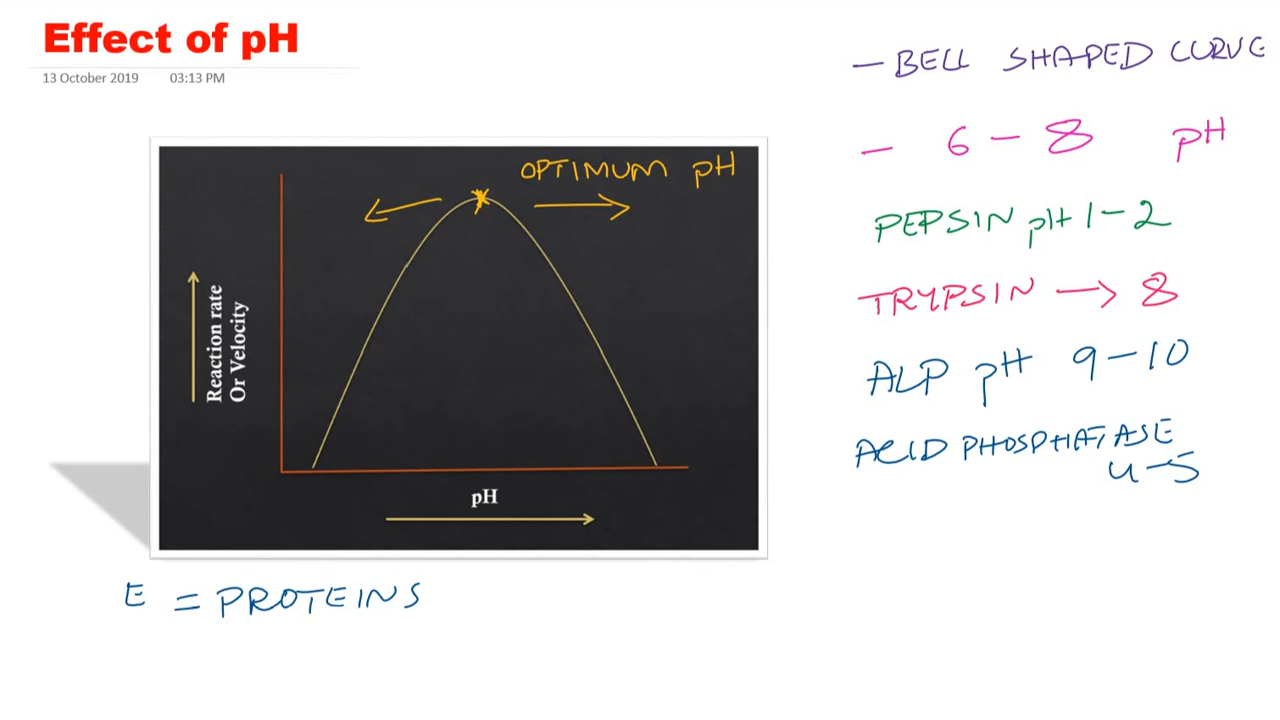 Effect of pH
13 October 2019 03:13 PM
OPTIMUM pH
Reaction rate
Or Velocity
pH
E = PROTEINS
- BELL SHAPED CURVE
- 6 - 8 pH
PEPSIN pH 1-2
TRYPSIN → 8
ALP pH 9-10
ACID PHOSPHATASE
4-5